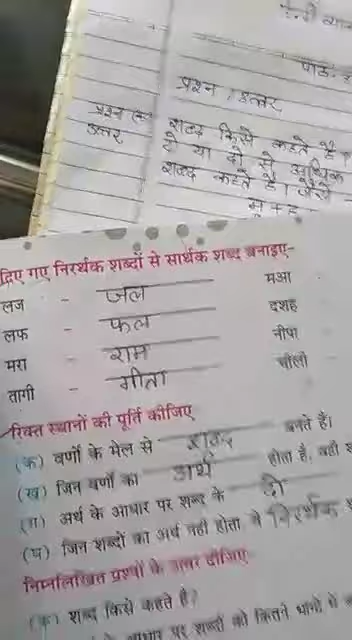 प्रश्न / उत्तर
उत्तर
शब्द किसे कहते हैं।
दो या दो से अधिक
शब्द कहते हैं। जैसे
दिए गए निरर्थक शब्दों से सार्थक शब्द बनाइए-
लज - जल मआ
लफ - फल दशह
मरा - राम
तागी - गीता
रिक्त स्थानों की पूर्ति कीजिए
(क) वर्णों के मेल से शब्द बनते हैं।
(ख) जिन वर्णों का अर्थ होता है, वही
(ग) अर्थ के आधार पर शब्द के दो
(घ) जिन शब्दों का अर्थ नहीं होता वे निरर्थक
निम्नलिखित प्रश्नों के उत्तर दीजिए-
(क) शब्द किसे कहते हैं?
आधार पर शब्दों को कितने भागों में